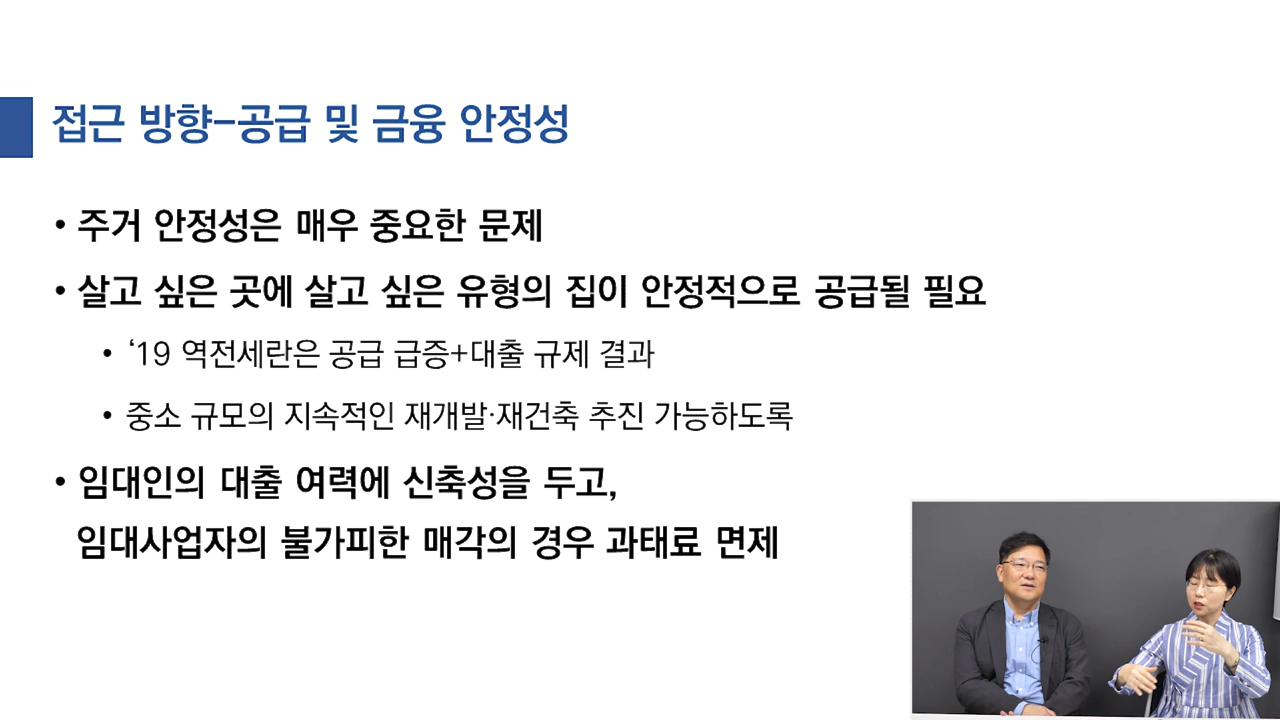 접근 방향-공급 및 금융 안정성
• 주거 안정성은 매우 중요한 문제
• 살고 싶은 곳에 살고 싶은 유형의 집이 안정적으로 공급될 필요
• ‘19 역전세란은 공급 급증+대출 규제 결과
• 중소 규모의 지속적인 재개발·재건축 추진 가능하도록
• 임대인의 대출 여력에 신축성을 두고,
임대사업자의 불가피한 매각의 경우 과태료 면제